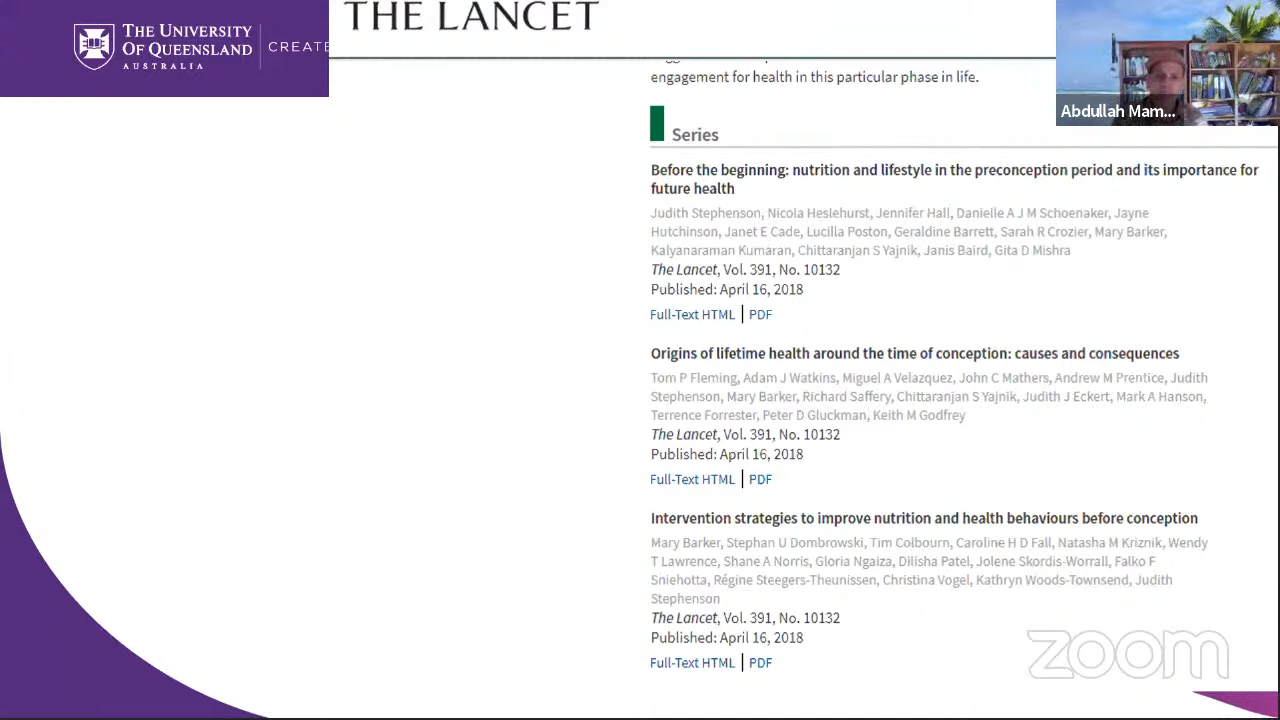 THE UNIVERSITY
OF QUEENSLAND
AUSTRALIA
CREATE
THE LANCET
engagement for health in this particular phase in life.
Abdullah Mam...
Series
Before the beginning: nutrition and lifestyle in the preconception period and its importance for
future health
Judith Stephenson, Nicola Heslehurst, Jennifer Hall, Danielle A J M Schoenaker, Jayne
Hutchinson, Janet E Cade, Lucilla Poston, Geraldine Barrett, Sarah R Crozier, Mary Barker,
Kalyanaraman Kumaran, Chittaranjan S Yajnik, Janis Baird, Gita D Mishra
The Lancet, Vol. 391, No. 10132
Published: April 16, 2018
Full-Text HTML | PDF
Origins of lifetime health around the time of conception: causes and consequences
Tom P Fleming, Adam J Watkins, Miguel A Velazquez, John C Mathers, Andrew M Prentice, Judith
Stephenson, Mary Barker, Richard Saffery, Chittaranjan S Yajnik, Judith J Eckert, Mark A Hanson,
Terrence Forrester, Peter D Gluckman, Keith M Godfrey
The Lancet, Vol. 391, No. 10132
Published: April 16, 2018
Full-Text HTML | PDF
Intervention strategies to improve nutrition and health behaviours before conception
Mary Barker, Stephan U Dombrowski, Tim Colbourn, Caroline H D Fall, Natasha M Kriznik, Wendy
T Lawrence, Shane A Norris, Gloria Ngaiza, Dilisha Patel, Jolene Skordis-Worrall, Falko F
Sniehotta, Régine Steegers-Theunissen, Christina Vogel, Kathryn Woods-Townsend, Judith
Stephenson
The Lancet, Vol. 391, No. 10132
Published: April 16, 2018
Full-Text HTML | PDF
zoom